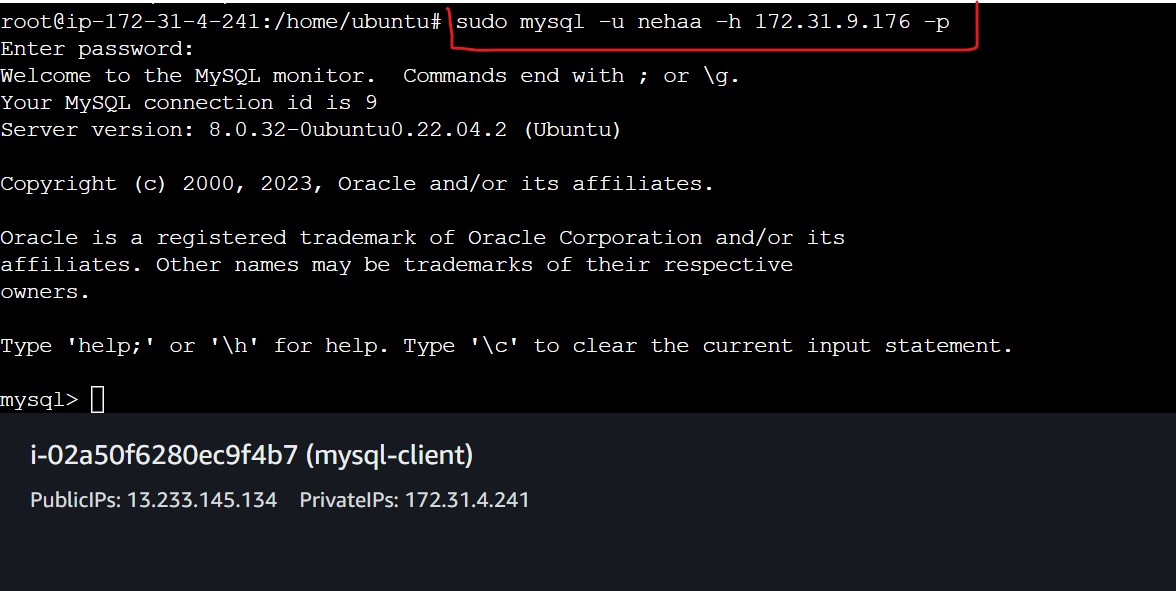 root@ip-172-31-4-241:/home/ubuntu# sudo mysql -u nehaa -h 172.31.9.176 -p
Enter password:
Welcome to the MySQL monitor.  Commands end with ; or \g.
Your MySQL connection id is 9
Server version: 8.0.32-0ubuntu0.22.04.2 (Ubuntu)
Copyright (c) 2000, 2023, Oracle and/or its affiliates.
Oracle is a registered trademark of Oracle Corporation and/or its
affiliates. Other names may be trademarks of their respective
owners.
Type 'help;' or '\h' for help. Type '\c' to clear the current input statement.
mysql>
i-02a50f6280ec9f4b7 (mysql-client)
PublicIPs: 13.233.145.134    PrivateIPs: 172.31.4.241